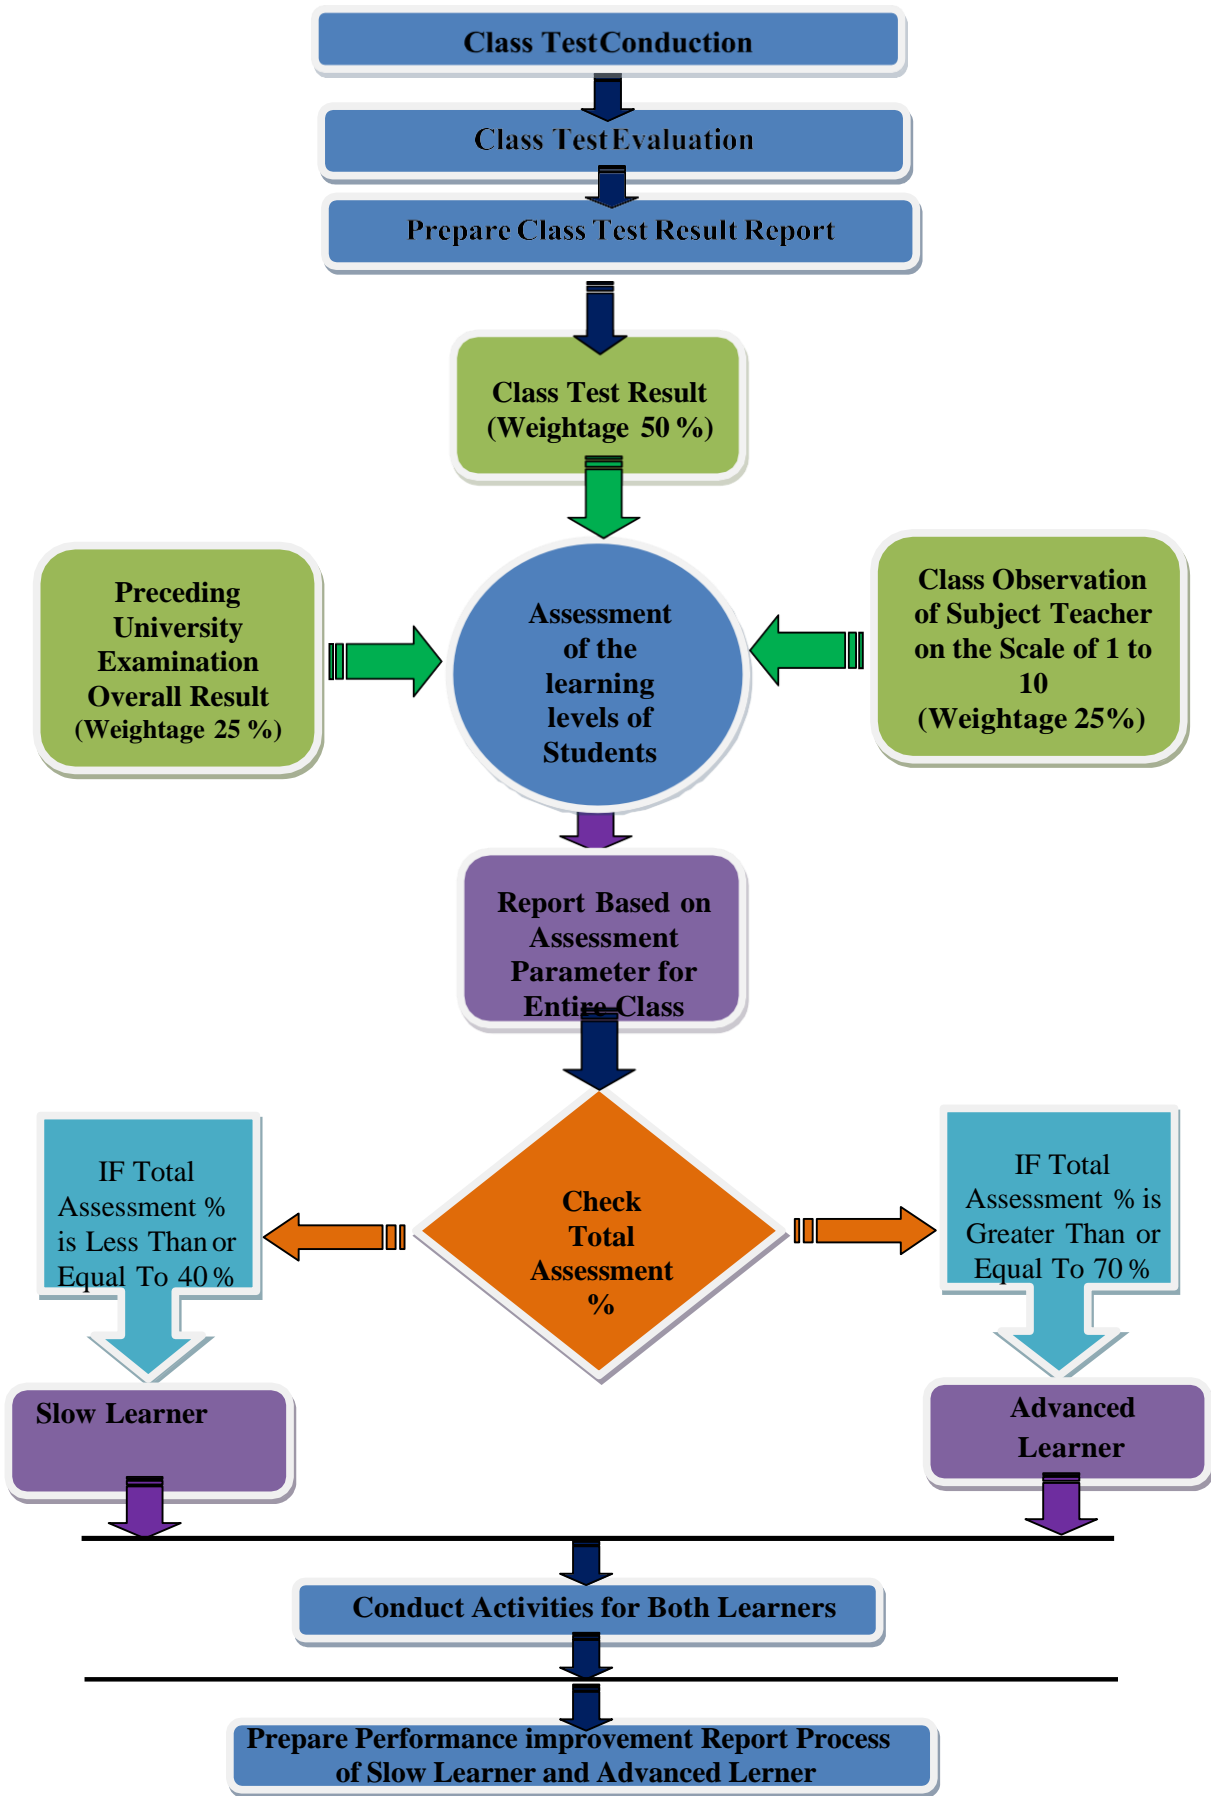 Class Test Conduction
Class Test Evaluation
Prepare Class Test Result Report
Class Test Result
(Weightage 50 %)
Preceding
University
Examination
Overall Result
(Weightage 25 %)
Assessment
of the
learning
levels of
Students
Class Observation
of Subject Teacher
on the Scale of 1 to
10
(Weightage 25%)
Report Based on
Assessment
Parameter for
Entire Class
IF Total
Assessment %
is Less Than or
Equal To 40 %
Check
Total
Assessment
%
IF Total
Assessment % is
Greater Than or
Equal To 70 %
Slow Learner
Advanced
Learner
Conduct Activities for Both Learners
Prepare Performance improvement Report Process
of Slow Learner and Advanced Lerner